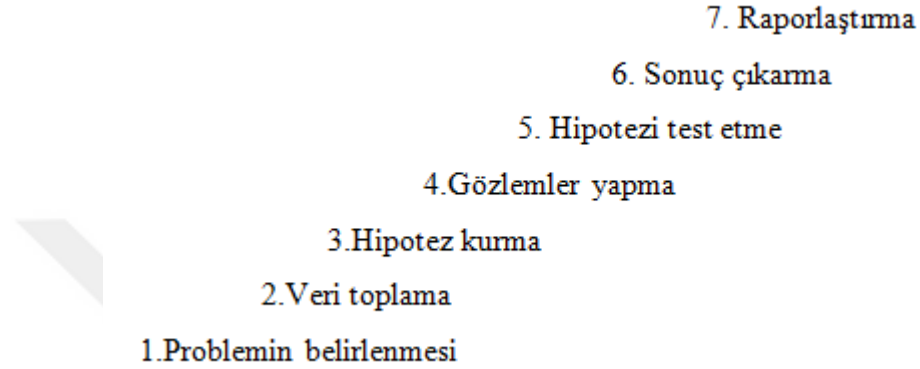 7. Raporlaştırma
6. Sonuç çıkarma
5. Hipotezi test etme
4.Gözlemler yapma
3.Hipotez kurma
2.Veri toplama
1.Problemin belirlenmesi